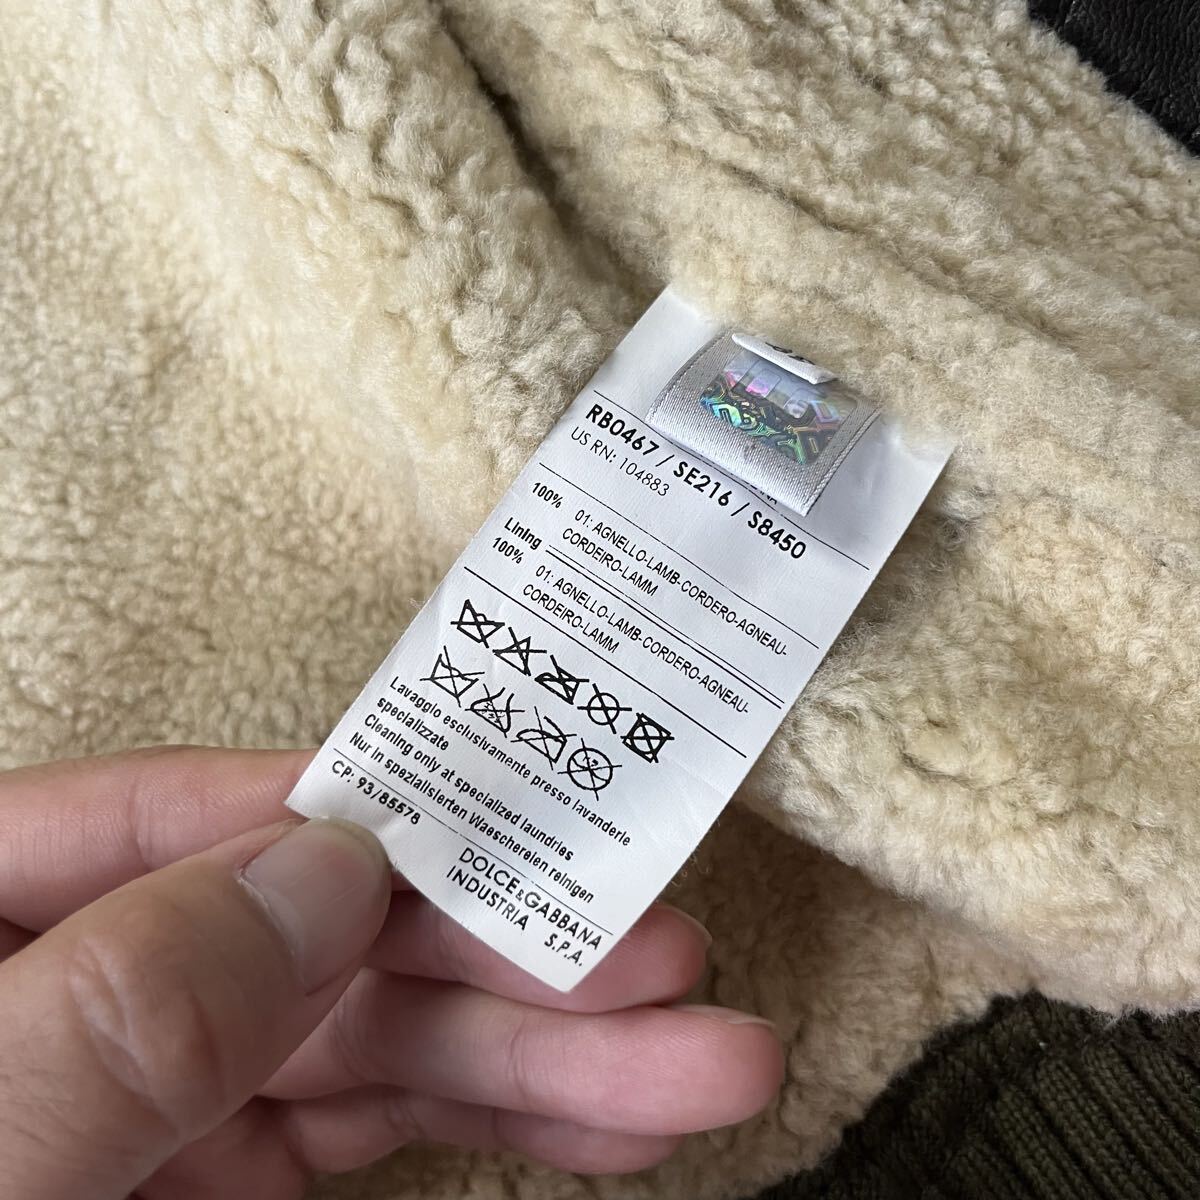 RB0467 / SE216 / S8450
US RN: 104883
100% 01: AGNELLO-LAMB-CORDERO-AGNEAU-
CORDEIRO-LAMM
Lining
100% 01: AGNELLO-LAMB-CORDERO-AGNEAU-
CORDEIRO-LAMM
Lavaggio esclusivamente presso lavanderie
specializzate
Cleaning only at specialized laundries
Nur in spezialisierten Waeschereien reinigen
CP: 93/85578
DOLCE&GABBANA
INDUSTRIA S.P.A.